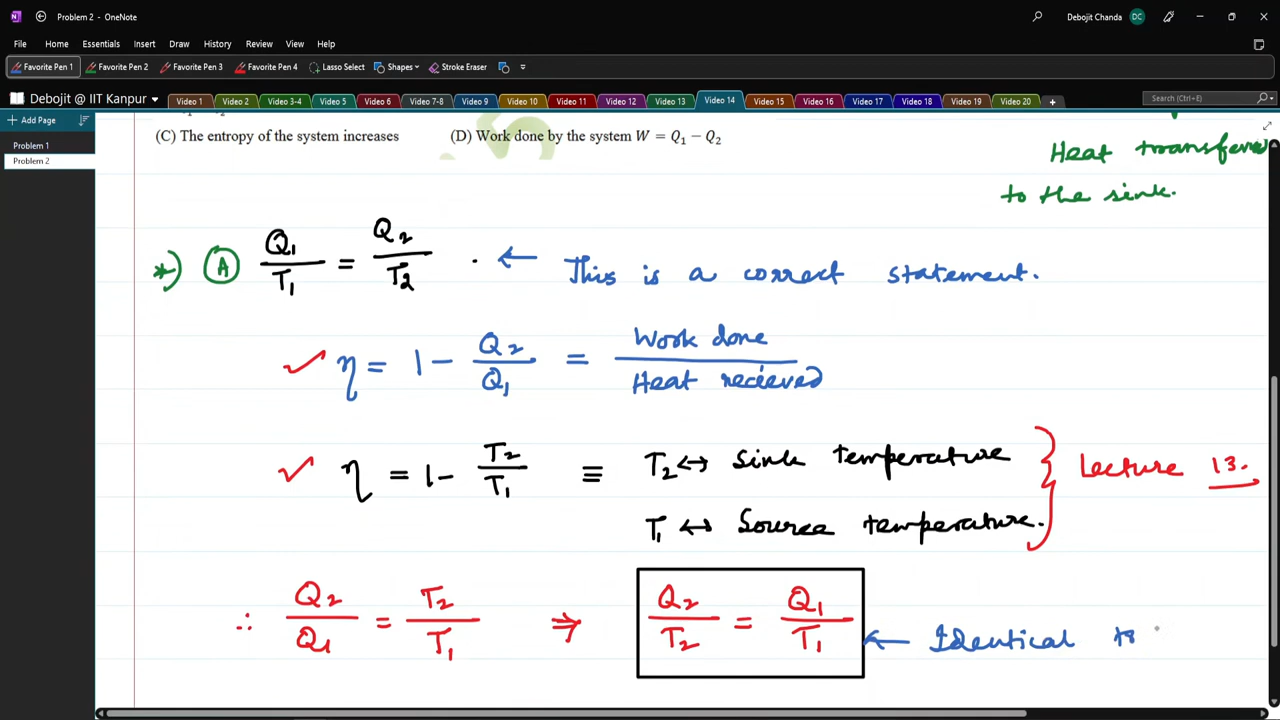 Problem 2 - OneNote
Debojit Chanda DC
File Home Essentials Insert Draw History Review View Help
Favorite Pen 1 Favorite Pen 2 Favorite Pen 3 Favorite Pen 4 Lasso Select Shapes Stroke Eraser
Debojit @ IIT Kanpur Video 1 Video 2 Video 3-4 Video 5 Video 6 Video 7-8 Video 9 Video 10 Video 11 Video 12 Video 13 Video 14 Video 15 Video 16 Video 17 Video 18 Video 19 Video 20 + Search (Ctrl+E)
+ Add Page
Problem 1
Problem 2
(C) The entropy of the system increases (D) Work done by the system W = Q₁ − Q₂
Heat transferred
to the sink.
*) A Q₁/T₁ = Q₂/T₂ . ← This is a correct statement.
✓ η = 1 − Q₂/Q₁ = Work done/Heat recieved
✓ η = 1 − T₂/T₁ ≡ T₂ ↔ Sink temperature
T₁ ↔ Source temperature.
} Lecture 13.
∴ Q₂/Q₁ = T₂/T₁ ⇒ Q₂/T₂ = Q₁/T₁ ← Identical to